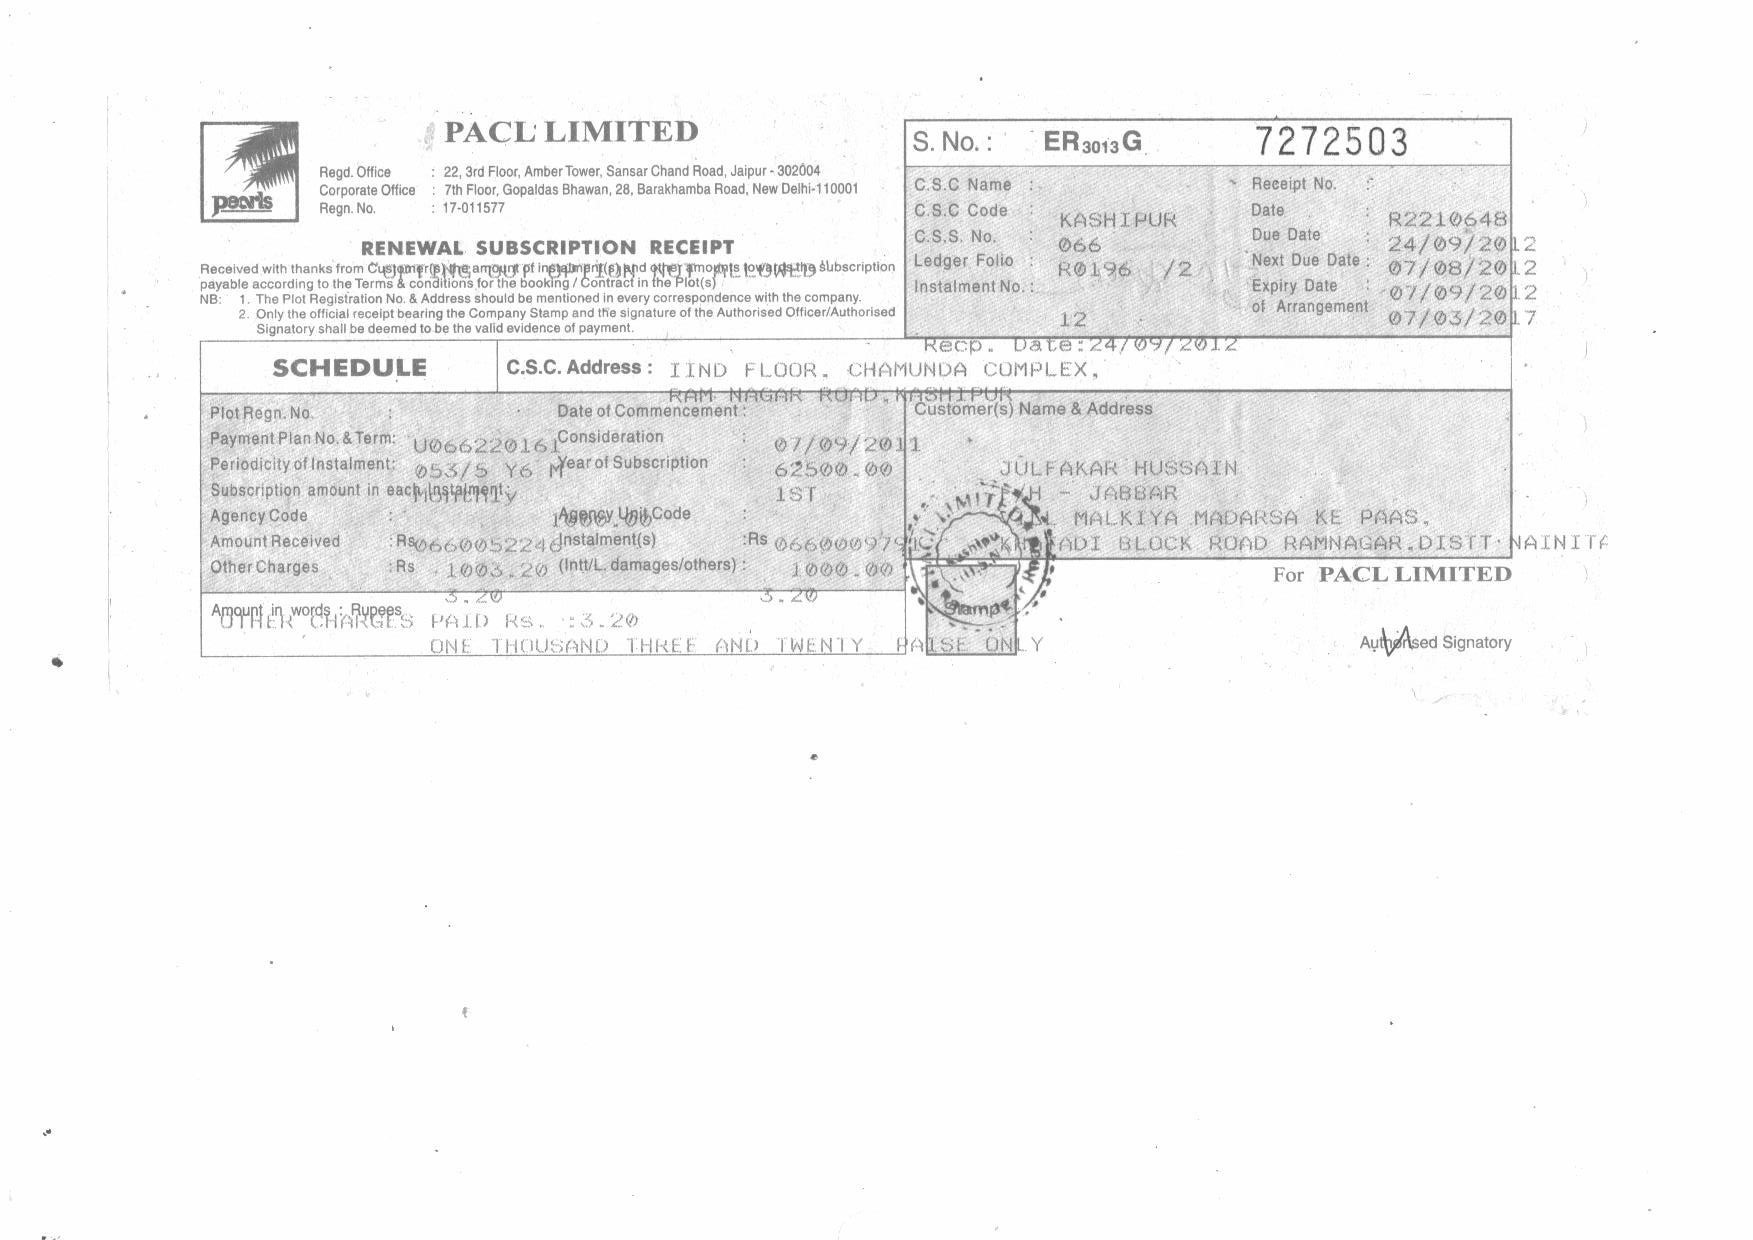 PACL LIMITED
pearls
Regd. Office : 22, 3rd Floor, Amber Tower, Sansar Chand Road, Jaipur - 302004
Corporate Office : 7th Floor, Gopaldas Bhawan, 28, Barakhamba Road, New Delhi-110001
Regn. No. : 17-011577
RENEWAL SUBSCRIPTION RECEIPT
Received with thanks from Customer(s) the amount of instalment(s) and other amounts towards the subscription
OPTING OUT OPTION NOT ALLOWED
payable according to the Terms & conditions for the booking / Contract in the Plot(s)
NB: 1. The Plot Registration No. & Address should be mentioned in every correspondence with the company.
2. Only the official receipt bearing the Company Stamp and the signature of the Authorised Officer/Authorised
Signatory shall be deemed to be the valid evidence of payment.
S. No. : ER3013G 7272503
C.S.C Name : Receipt No. :
C.S.C Code : Date :
KASHIPUR R2210648
C.S.S. No. : Due Date :
066 24/09/2012
Ledger Folio : Next Due Date :
R0196 /2 07/08/2012
Instalment No. : Expiry Date :
07/09/2012
of Arrangement
12 07/03/2017
Recp. Date:24/09/2012
SCHEDULE
C.S.C. Address : IIND FLOOR, CHAMUNDA COMPLEX,
RAM NAGAR ROAD,KASHIPUR
Plot Regn. No. : Date of Commencement :
Payment Plan No. & Term: Consideration :
U066220161 07/09/2011
Periodicity of Instalment: Year of Subscription :
053/5 Y6 M 62500.00
Subscription amount in each Instalment:
MONTHLY 1ST
Agency Code : Agency Unit Code :
1000.00
Amount Received :Rs Instalment(s) :Rs
0660052246
Other Charges :Rs (Intt/L. damages/others) :
1003.20 1000.00
3.20 3.20
Amount in words : Rupees
OTHER CHARGES PAID Rs. :3.20
ONE THOUSAND THREE AND TWENTY PAISE ONLY
Customer(s) Name & Address
JULFAKAR HUSSAIN
JABBAR
MALKIYA MADARSA KE PAAS,
BLOCK ROAD RAMNAGAR,DISTT
PACL LIMITED
Kashipur
Stamp
For PACL LIMITED
Authorised Signatory